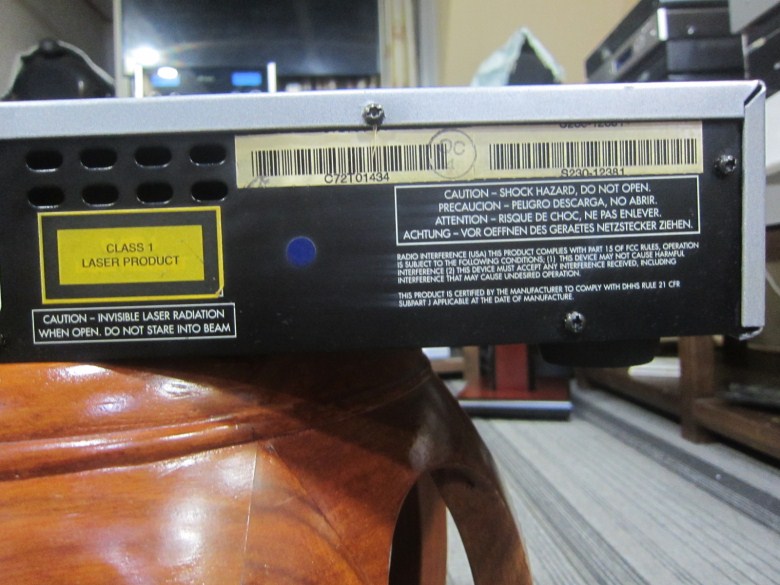 C72T01434
QC
S230-12381
CAUTION – SHOCK HAZARD, DO NOT OPEN.
PRECAUCION – PELIGRO DESCARGA, NO ABRIR.
ATTENTION – RISQUE DE CHOC, NE PAS ENLEVER.
ACHTUNG – VOR OEFFNEN DES GERAETES NETZSTECKER ZIEHEN.
CLASS 1
LASER PRODUCT
CAUTION – INVISIBLE LASER RADIATION
WHEN OPEN. DO NOT STARE INTO BEAM
RADIO INTERFERENCE (USA) THIS PRODUCT COMPLIES WITH PART 15 OF FCC RULES, OPERATION
IS SUBJECT TO THE FOLLOWING CONDITIONS; (1) THIS DEVICE MAY NOT CAUSE HARMFUL
INTERFERENCE (2) THIS DEVICE MUST ACCEPT ANY INTERFERENCE RECEIVED, INCLUDING
INTERFERENCE THAT MAY CAUSE UNDESIRED OPERATION.
THIS PRODUCT IS CERTIFIED BY THE MANUFACTURER TO COMPLY WITH DHHS RULE 21 CFR
SUBPART J APPLICABLE AT THE DATE OF MANUFACTURE.